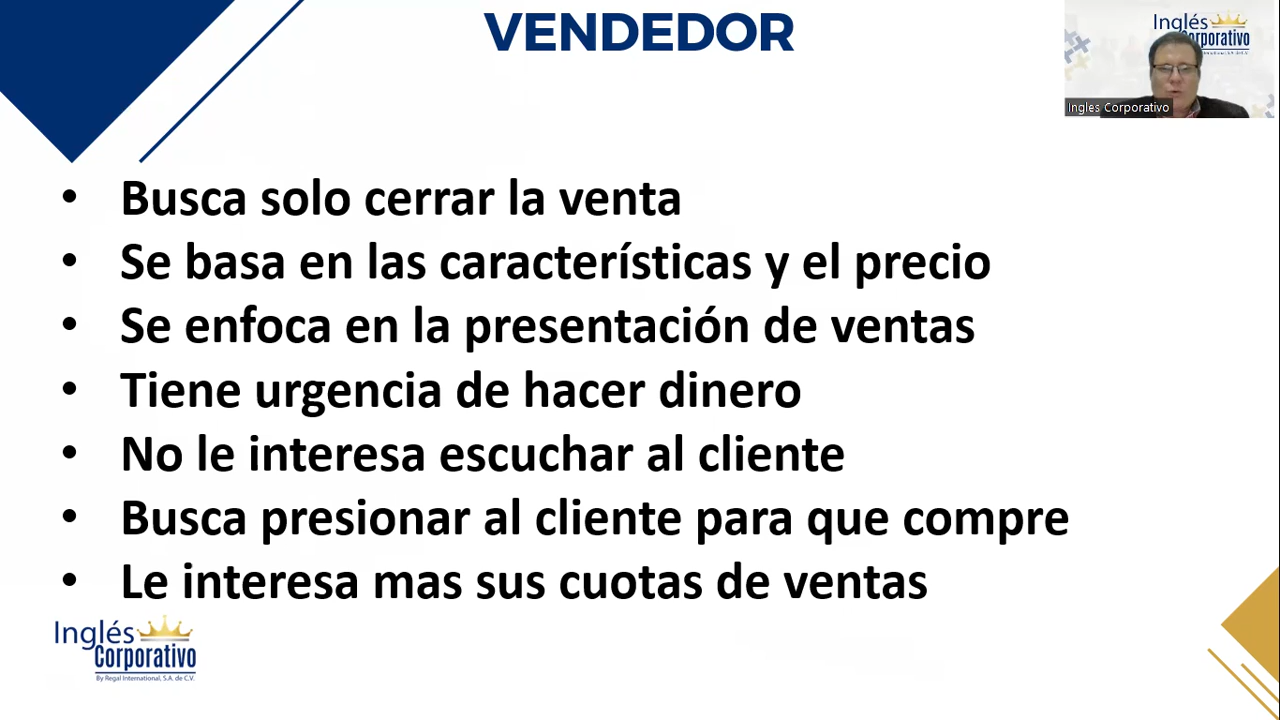 VENDEDOR
Inglés
Corporativo
Ingles Corporativo
• Busca solo cerrar la venta
• Se basa en las características y el precio
• Se enfoca en la presentación de ventas
• Tiene urgencia de hacer dinero
• No le interesa escuchar al cliente
• Busca presionar al cliente para que compre
• Le interesa mas sus cuotas de ventas
Inglés
Corporativo
By Regal International, S.A. de C.V.